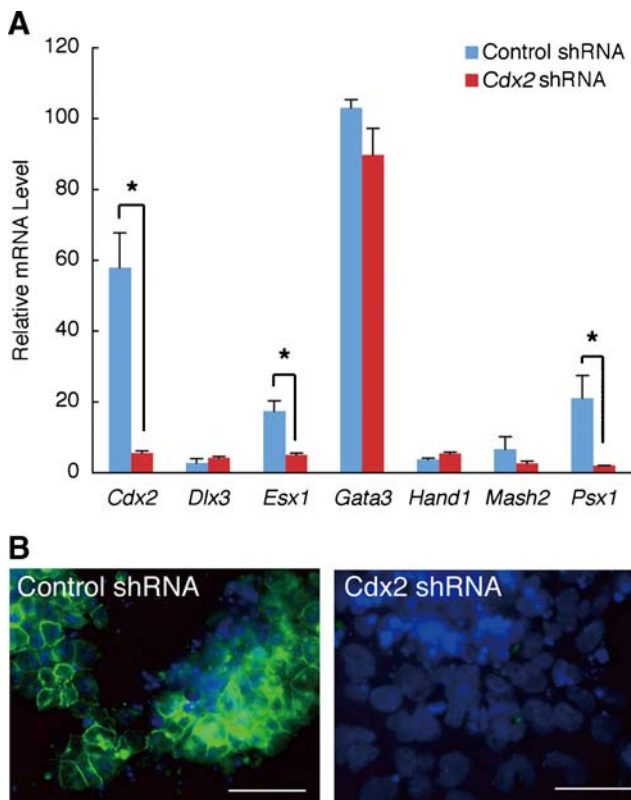 A
120
100
80
60
40
20
0
Relative mRNA Level
Control shRNA
Cdx2 shRNA
*
*
*
Cdx2 Dlx3 Esx1 Gata3 Hand1 Mash2 Psx1
B
Control shRNA
Cdx2 shRNA